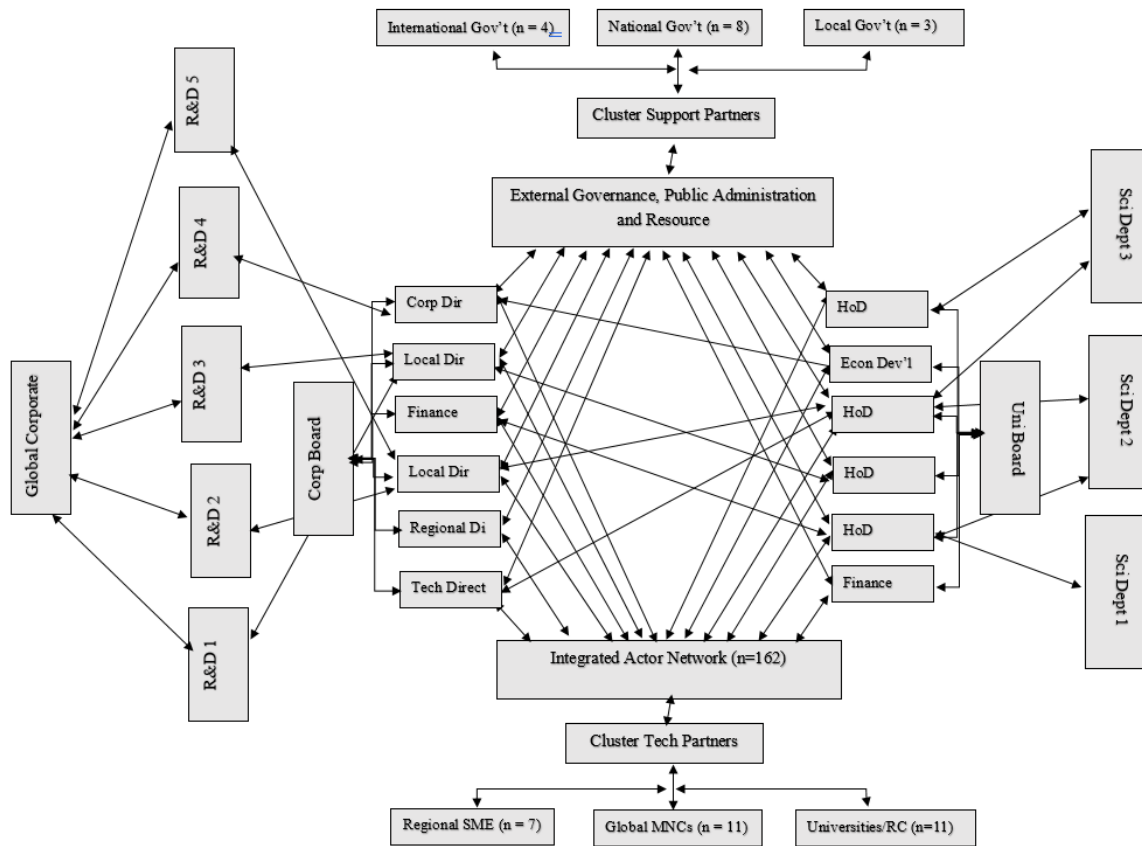 International Gov't (n = 4)
National Gov't (n = 8)
Local Gov't (n = 3)
Cluster Support Partners
External Governance, Public Administration
and Resource
R&D 5
R&D 4
R&D 3
R&D 2
R&D 1
Global Corporate
Corp Board
Corp Dir
Local Dir
Finance
Local Dir
Regional Di
Tech Direct
HoD
Econ Dev'l
HoD
HoD
HoD
Finance
Uni Board
Sci Dept 3
Sci Dept 2
Sci Dept 1
Integrated Actor Network (n=162)
Cluster Tech Partners
Regional SME (n = 7)
Global MNCs (n = 11)
Universities/RC (n=11)